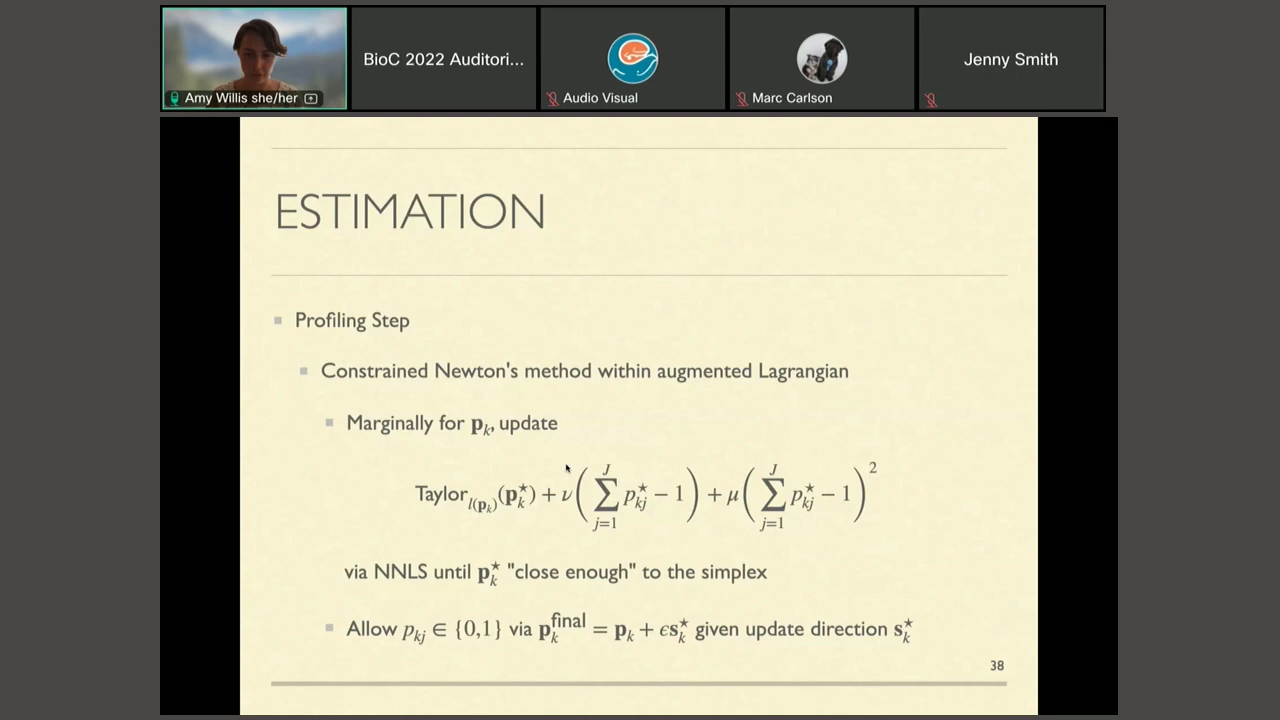 Amy Willis she/her
BioC 2022 Auditori...
Audio Visual
Marc Carlson
Jenny Smith
ESTIMATION
Profiling Step
Constrained Newton's method within augmented Lagrangian
Marginally for 𝐩_k, update
Taylor_{l(𝐩_k)}(𝐩_k^⋆) + ν(∑_{j=1}^{J} p_{kj}^⋆ − 1) + μ(∑_{j=1}^{J} p_{kj}^⋆ − 1)^2
via NNLS until 𝐩_k^⋆ "close enough" to the simplex
Allow p_{kj} ∈ {0,1} via 𝐩_k^{final} = 𝐩_k + ϵ𝐬_k^⋆ given update direction 𝐬_k^⋆
38